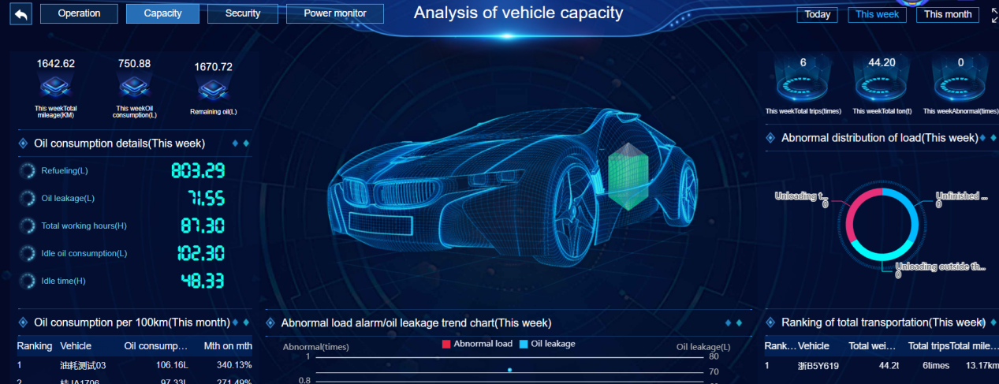 Operation Capacity Security Power monitor Analysis of vehicle capacity Today This week This month
1642.62 750.88 1670.72
This weekTotal mileage(KM) This weekOil consumption(L) Remaining oil(L)
6 44.20 0
This weekTotal trips(times) This weekTotal ton(t) This weekAbnormal(times)
Oil consumption details(This week)
Refueling(L) 803.29
Oil leakage(L) 71.55
Total working hours(H) 87.30
Idle oil consumption(L) 102.30
Idle time(H) 48.33
Abnormal distribution of load(This week)
Unloading t... 0
Unfinished ... 0
Unloading outside th... 0
Oil consumption per 100km(This month)
Ranking Vehicle Oil consump... Mth on mth
1 油耗测试03 106.16L 340.13%
2 97.33L 271.49%
Abnormal load alarm/oil leakage trend chart(This week)
Abnormal(times) Abnormal load Oil leakage Oil leakage(L)
1 80
70
0.8
Ranking of total transportation(This week)
Rank... Vehicle Total wei... Total trips Total mile...
1 浙B5Y619 44.2t 6times 13.17km